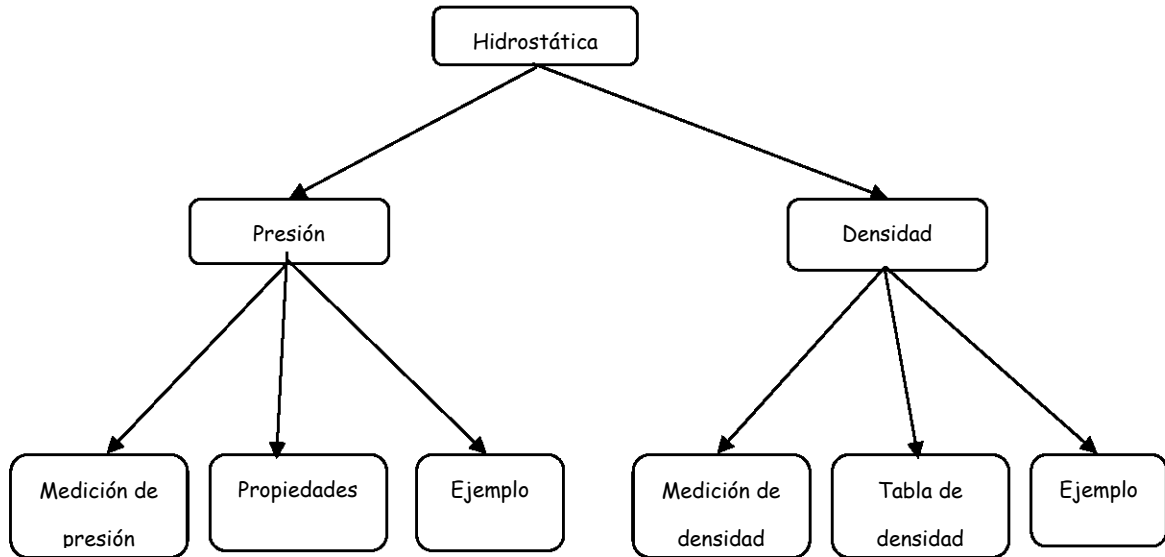 Hidrostática
Presión
Densidad
Medición de
presión
Propiedades
Ejemplo
Medición de
densidad
Tabla de
densidad
Ejemplo